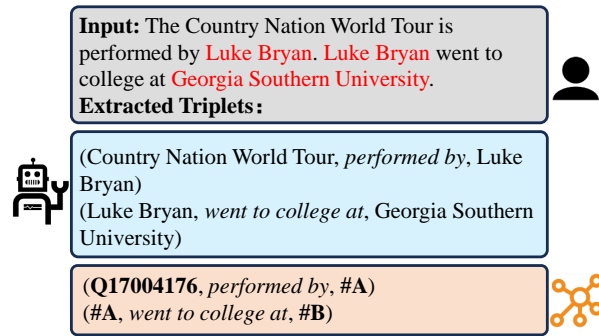 Input: The Country Nation World Tour is
performed by Luke Bryan. Luke Bryan went to
college at Georgia Southern University.
Extracted Triplets:
(Country Nation World Tour, performed by, Luke
Bryan)
(Luke Bryan, went to college at, Georgia Southern
University)
(Q17004176, performed by, #A)
(#A, went to college at, #B)